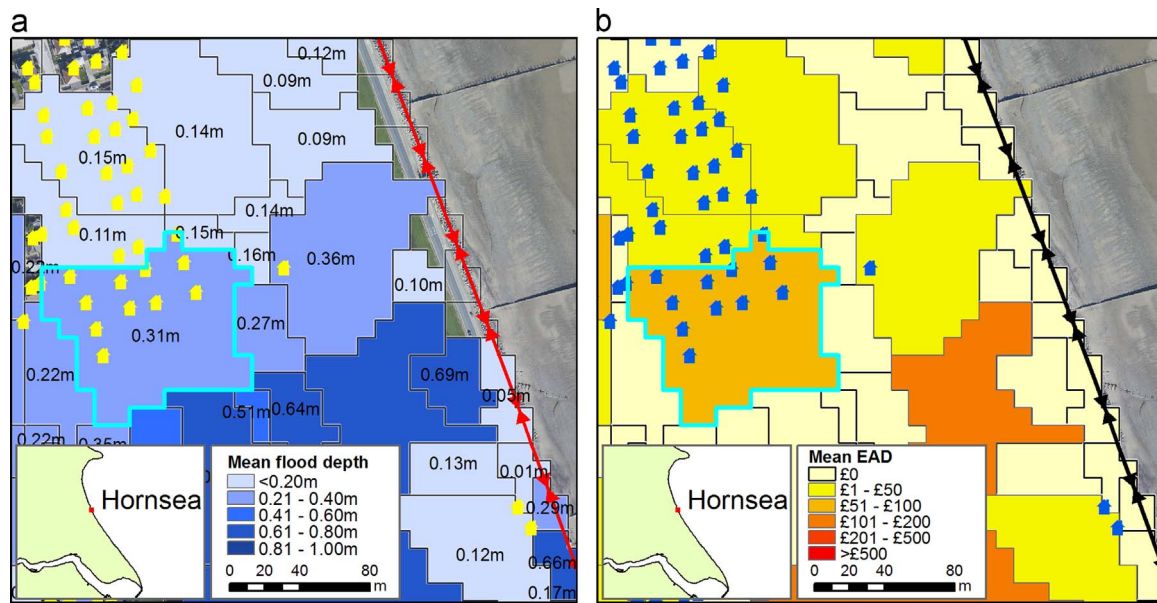 a
b
0.12m
0.09m
0.14m
0.09m
0.15m
0.14m
0.11m
0.15m
0.16m
0.36m
0.10m
0.31m
0.27m
0.22m
0.69m
0.05m
0.51m
0.64m
0.22m
0.35m
0.13m
0.01m
0.29m
0.12m
0.66m
0.17m
Hornsea
Mean flood depth
<0.20m
0.21 - 0.40m
0.41 - 0.60m
0.61 - 0.80m
0.81 - 1.00m
0 20 40 80
m
Hornsea
Mean EAD
£0
£1 - £50
£51 - £100
£101 - £200
£201 - £500
>£500
0 20 40 80
m